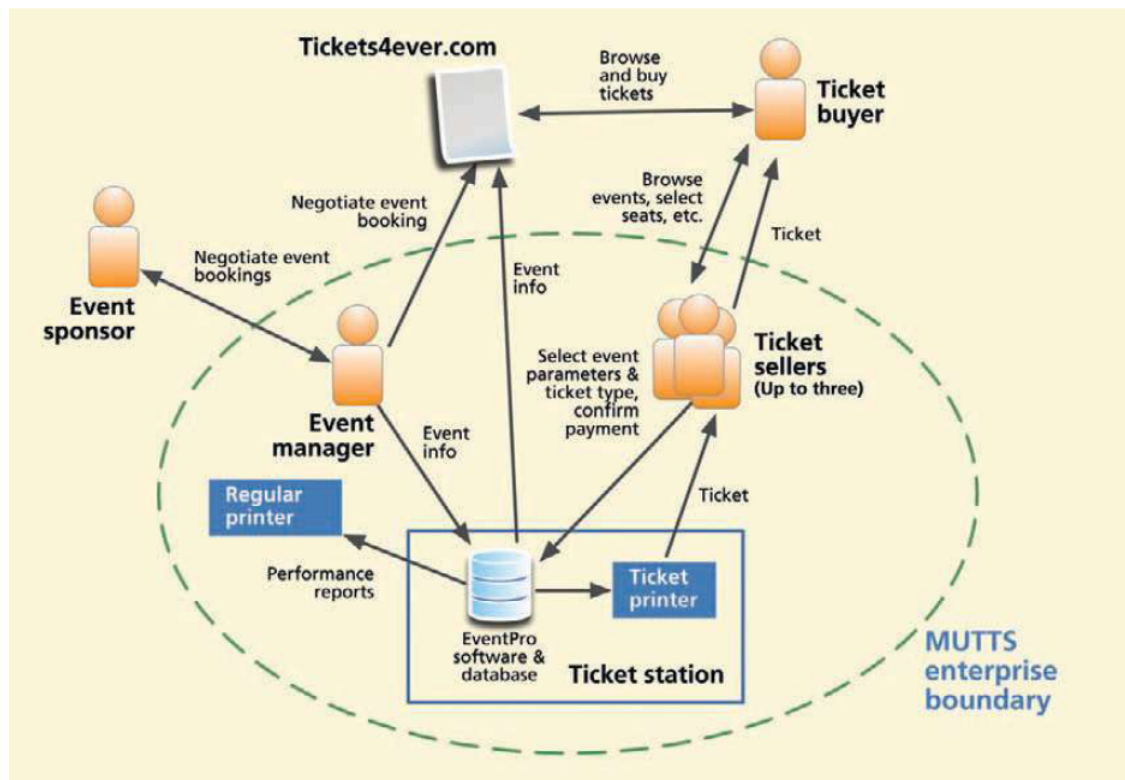 Tickets4ever.com
Browse
and buy
tickets
Ticket
buyer
Negotiate event
booking
Browse
events, select
seats, etc.
Ticket
Negotiate event
bookings
Event
sponsor
Event
info
Event
manager
Event
info
Select event
parameters &
ticket type,
confirm
payment
Ticket
sellers
(Up to three)
Regular
printer
Ticket
Performance
reports
Ticket
printer
EventPro
software &
database
Ticket station
MUTTS
enterprise
boundary